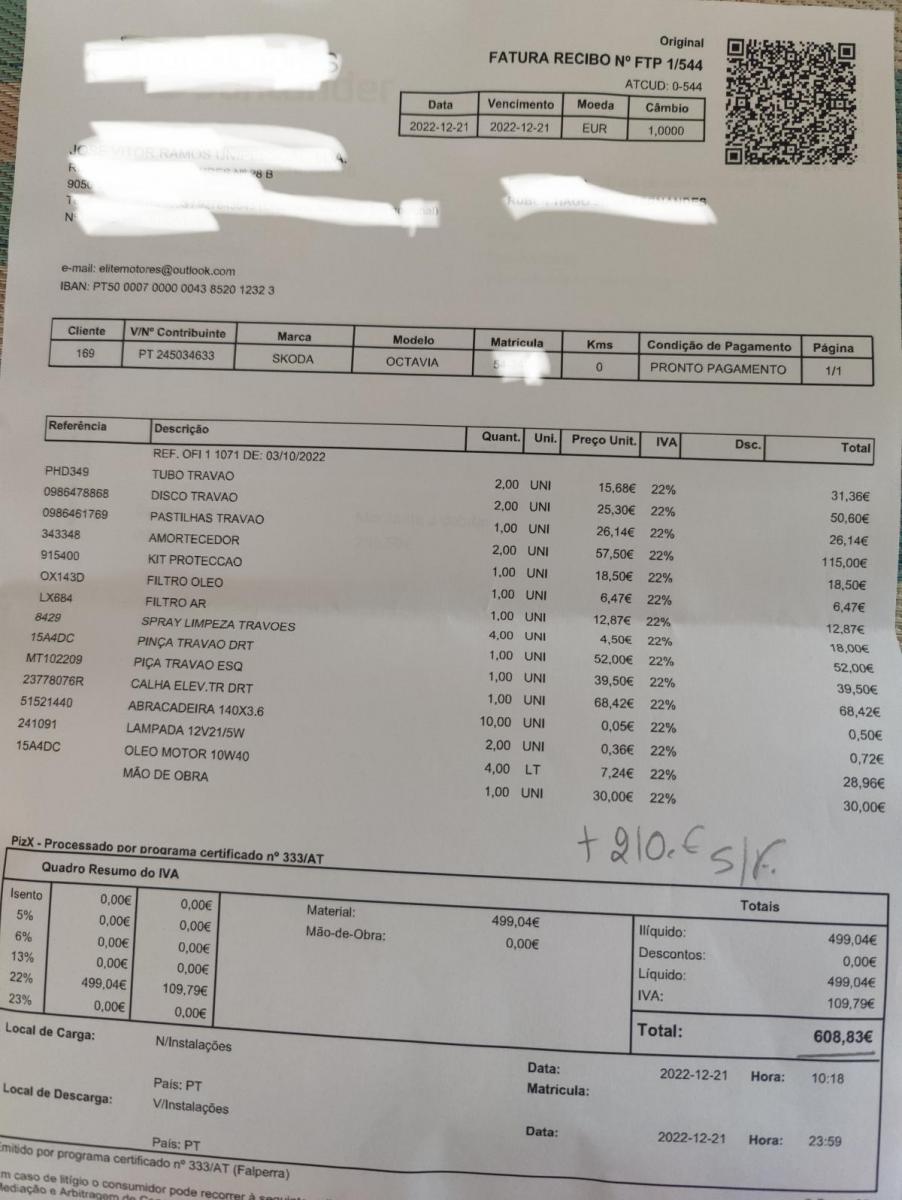 Original
FATURA RECIBO Nº FTP 1/544
ATCUD: 0-544
Data Vencimento Moeda Câmbio
2022-12-21 2022-12-21 EUR 1,0000
JOSE VITOR RAMOS
28 B
e-mail: elitemotores@outlook.com
IBAN: PT50 0007 0000 0043 8520 1232 3
Cliente V/Nº Contribuinte Marca Modelo Matrícula Kms Condição de Pagamento Página
169 PT 245034633 SKODA OCTAVIA 0 PRONTO PAGAMENTO 1/1
Referência Descrição Quant. Uni. Preço Unit. IVA Dsc. Total
REF. OFI 1 1071 DE: 03/10/2022
PHD349 TUBO TRAVAO 2,00 UNI 15,68€ 22% 31,36€
0986478868 DISCO TRAVAO 2,00 UNI 25,30€ 22% 50,60€
0986461769 PASTILHAS TRAVAO 1,00 UNI 26,14€ 22% 26,14€
343348 AMORTECEDOR 2,00 UNI 57,50€ 22% 115,00€
915400 KIT PROTECCAO 1,00 UNI 18,50€ 22% 18,50€
OX143D FILTRO OLEO 1,00 UNI 6,47€ 22% 6,47€
LX684 FILTRO AR 1,00 UNI 12,87€ 22% 12,87€
8429 SPRAY LIMPEZA TRAVOES 4,00 UNI 4,50€ 22% 18,00€
15A4DC PINÇA TRAVAO DRT 1,00 UNI 52,00€ 22% 52,00€
MT102209 PIÇA TRAVAO ESQ 1,00 UNI 39,50€ 22% 39,50€
23778076R CALHA ELEV.TR DRT 1,00 UNI 68,42€ 22% 68,42€
51521440 ABRACADEIRA 140X3.6 10,00 UNI 0,05€ 22% 0,50€
241091 LAMPADA 12V21/5W 2,00 UNI 0,36€ 22% 0,72€
15A4DC OLEO MOTOR 10W40 4,00 LT 7,24€ 22% 28,96€
MÃO DE OBRA 1,00 UNI 30,00€ 22% 30,00€
+ 210.€ s/F.
PizX - Processado por programa certificado nº 333/AT
Quadro Resumo do IVA
Isento 0,00€ 0,00€
5% 0,00€ 0,00€
6% 0,00€ 0,00€
13% 0,00€ 0,00€
22% 499,04€ 109,79€
23% 0,00€ 0,00€
Material: 499,04€
Mão-de-Obra: 0,00€
Totais
Ilíquido: 499,04€
Descontos: 0,00€
Líquido: 499,04€
IVA: 109,79€
Total: 608,83€
Local de Carga: N/Instalações
País: PT
Data: 2022-12-21 Hora: 10:18
Matricula:
Local de Descarga: V/Instalações
País: PT
Data: 2022-12-21 Hora: 23:59
Emitido por programa certificado nº 333/AT (Falperra)
m caso de litígio o consumidor pode recorrer à
Mediação e Arbitragem de